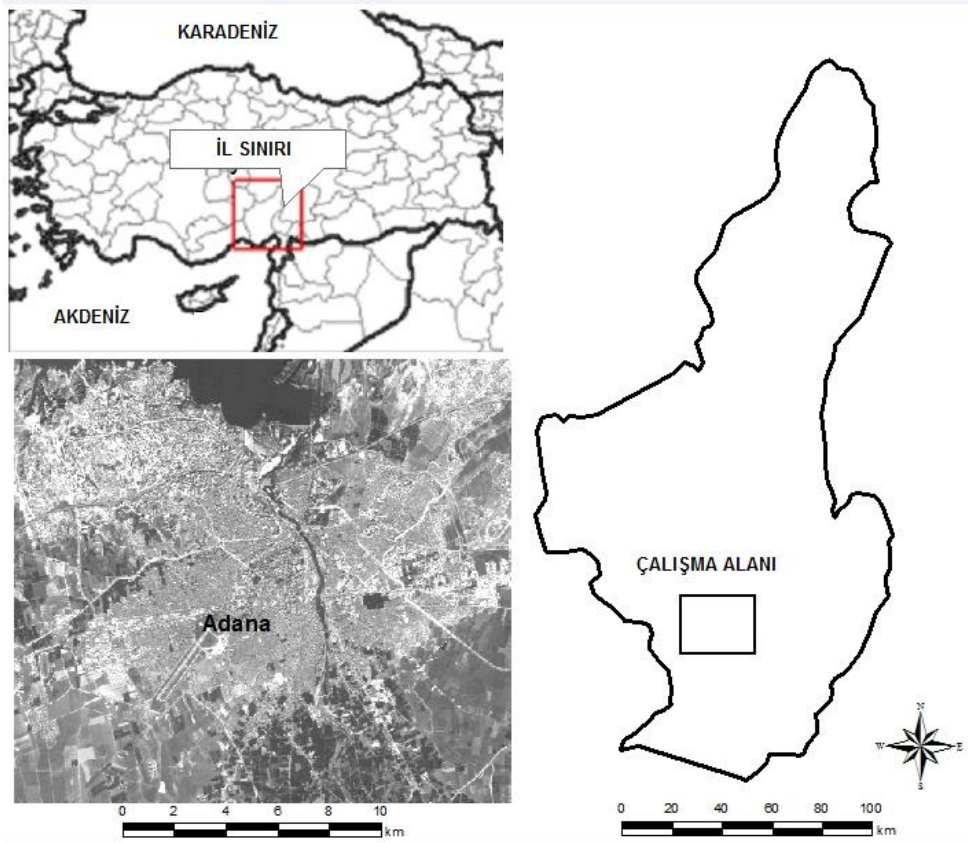 KARADENİZ
İL SINIRI
AKDENİZ
Adana
0 2 4 6 8 10
km
ÇALIŞMA ALANI
N
W E
S
0 20 40 60 80 100
km